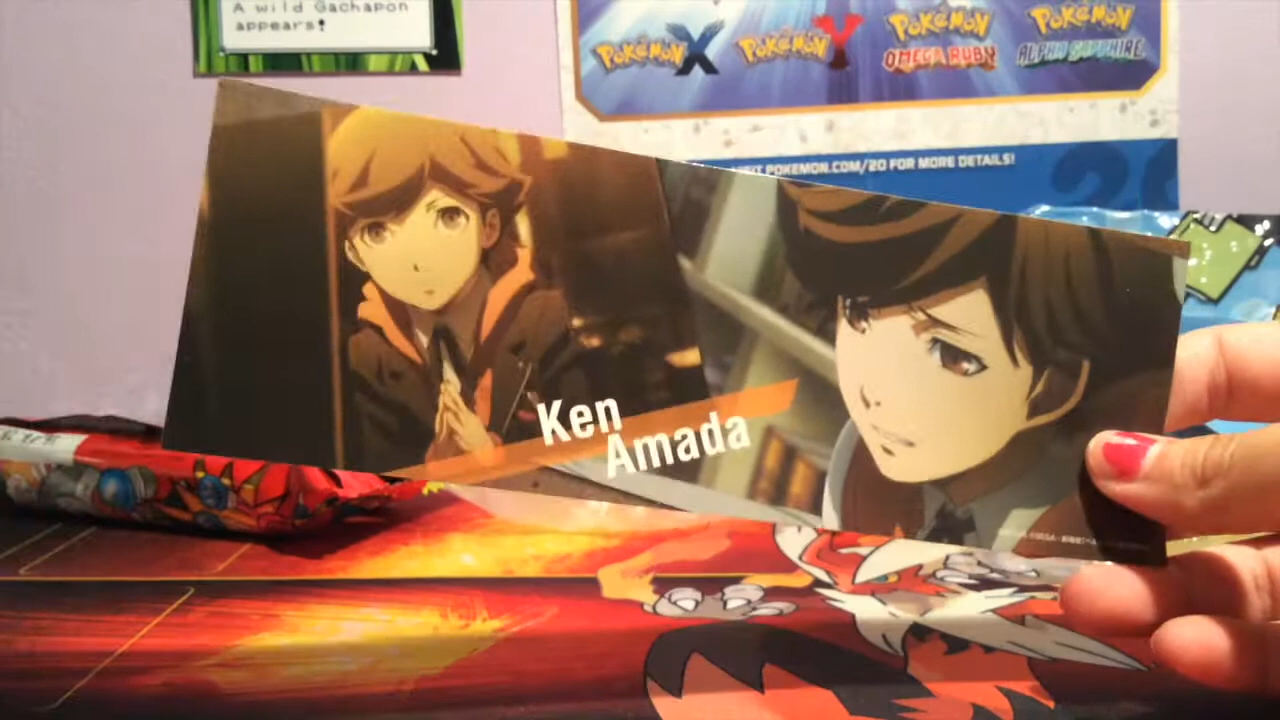 A wild Gachapon
appears!
POKéMON X
POKéMON Y
POKéMON
OMEGA RUBY
POKéMON
ALPHA SAPPHIRE
POKEMON.COM/20 FOR MORE DETAILS!
20
Ken
Amada